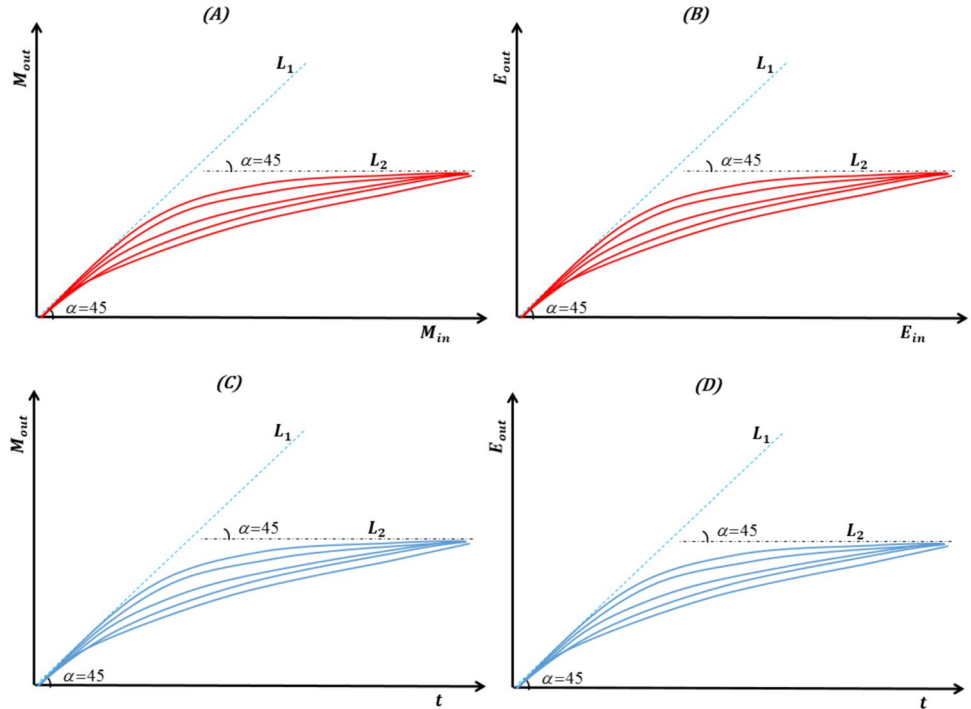 (A)
M_out
L_1
α=45
L_2
α=45
M_in
(B)
E_out
L_1
α=45
L_2
α=45
E_in
(C)
M_out
L_1
α=45
L_2
α=45
t
(D)
E_out
L_1
α=45
L_2
α=45
t